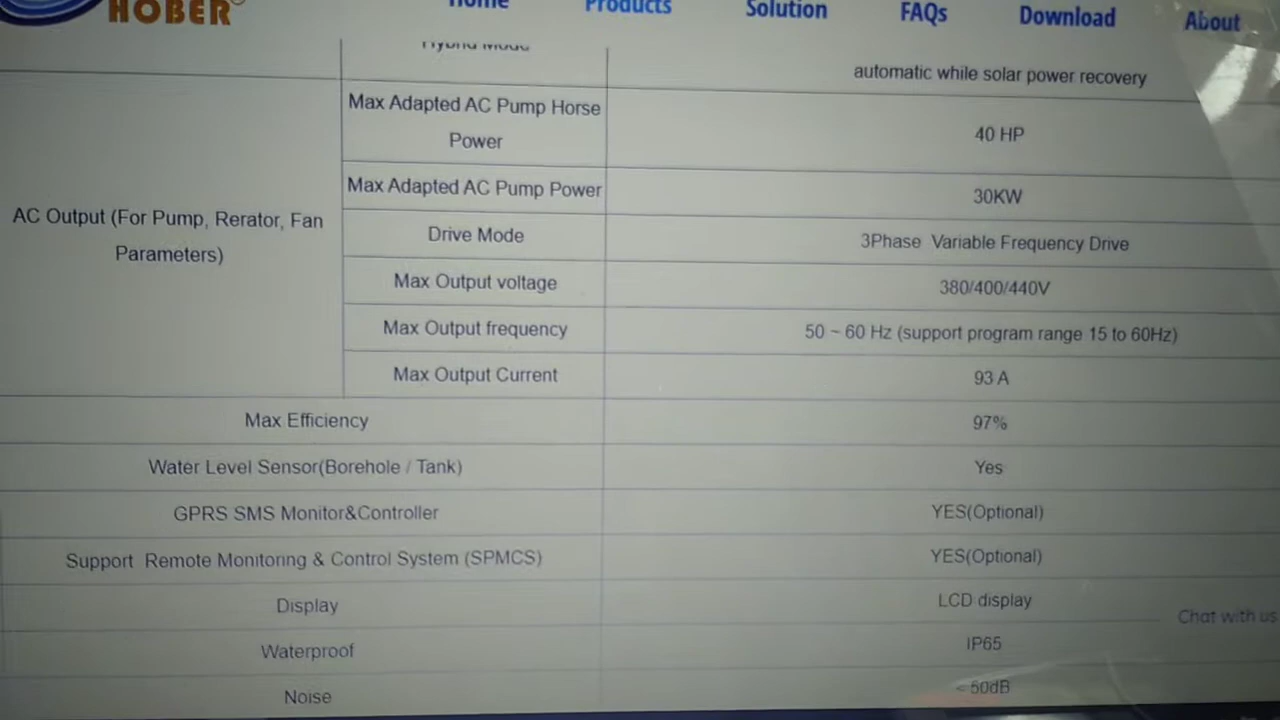 HOBER®
Home Products Solution FAQs Download About
Hybrid Mode
automatic while solar power recovery
AC Output (For Pump, Rerator, Fan
Parameters)
Max Adapted AC Pump Horse
Power
40 HP
Max Adapted AC Pump Power
30KW
Drive Mode
3Phase Variable Frequency Drive
Max Output voltage
380/400/440V
Max Output frequency
50 ~ 60 Hz (support program range 15 to 60Hz)
Max Output Current
93 A
Max Efficiency
97%
Water Level Sensor(Borehole / Tank)
Yes
GPRS SMS Monitor&Controller
YES(Optional)
Support Remote Monitoring & Control System (SPMCS)
YES(Optional)
Display
LCD display
Waterproof
IP65
Noise
<50dB
Chat with us